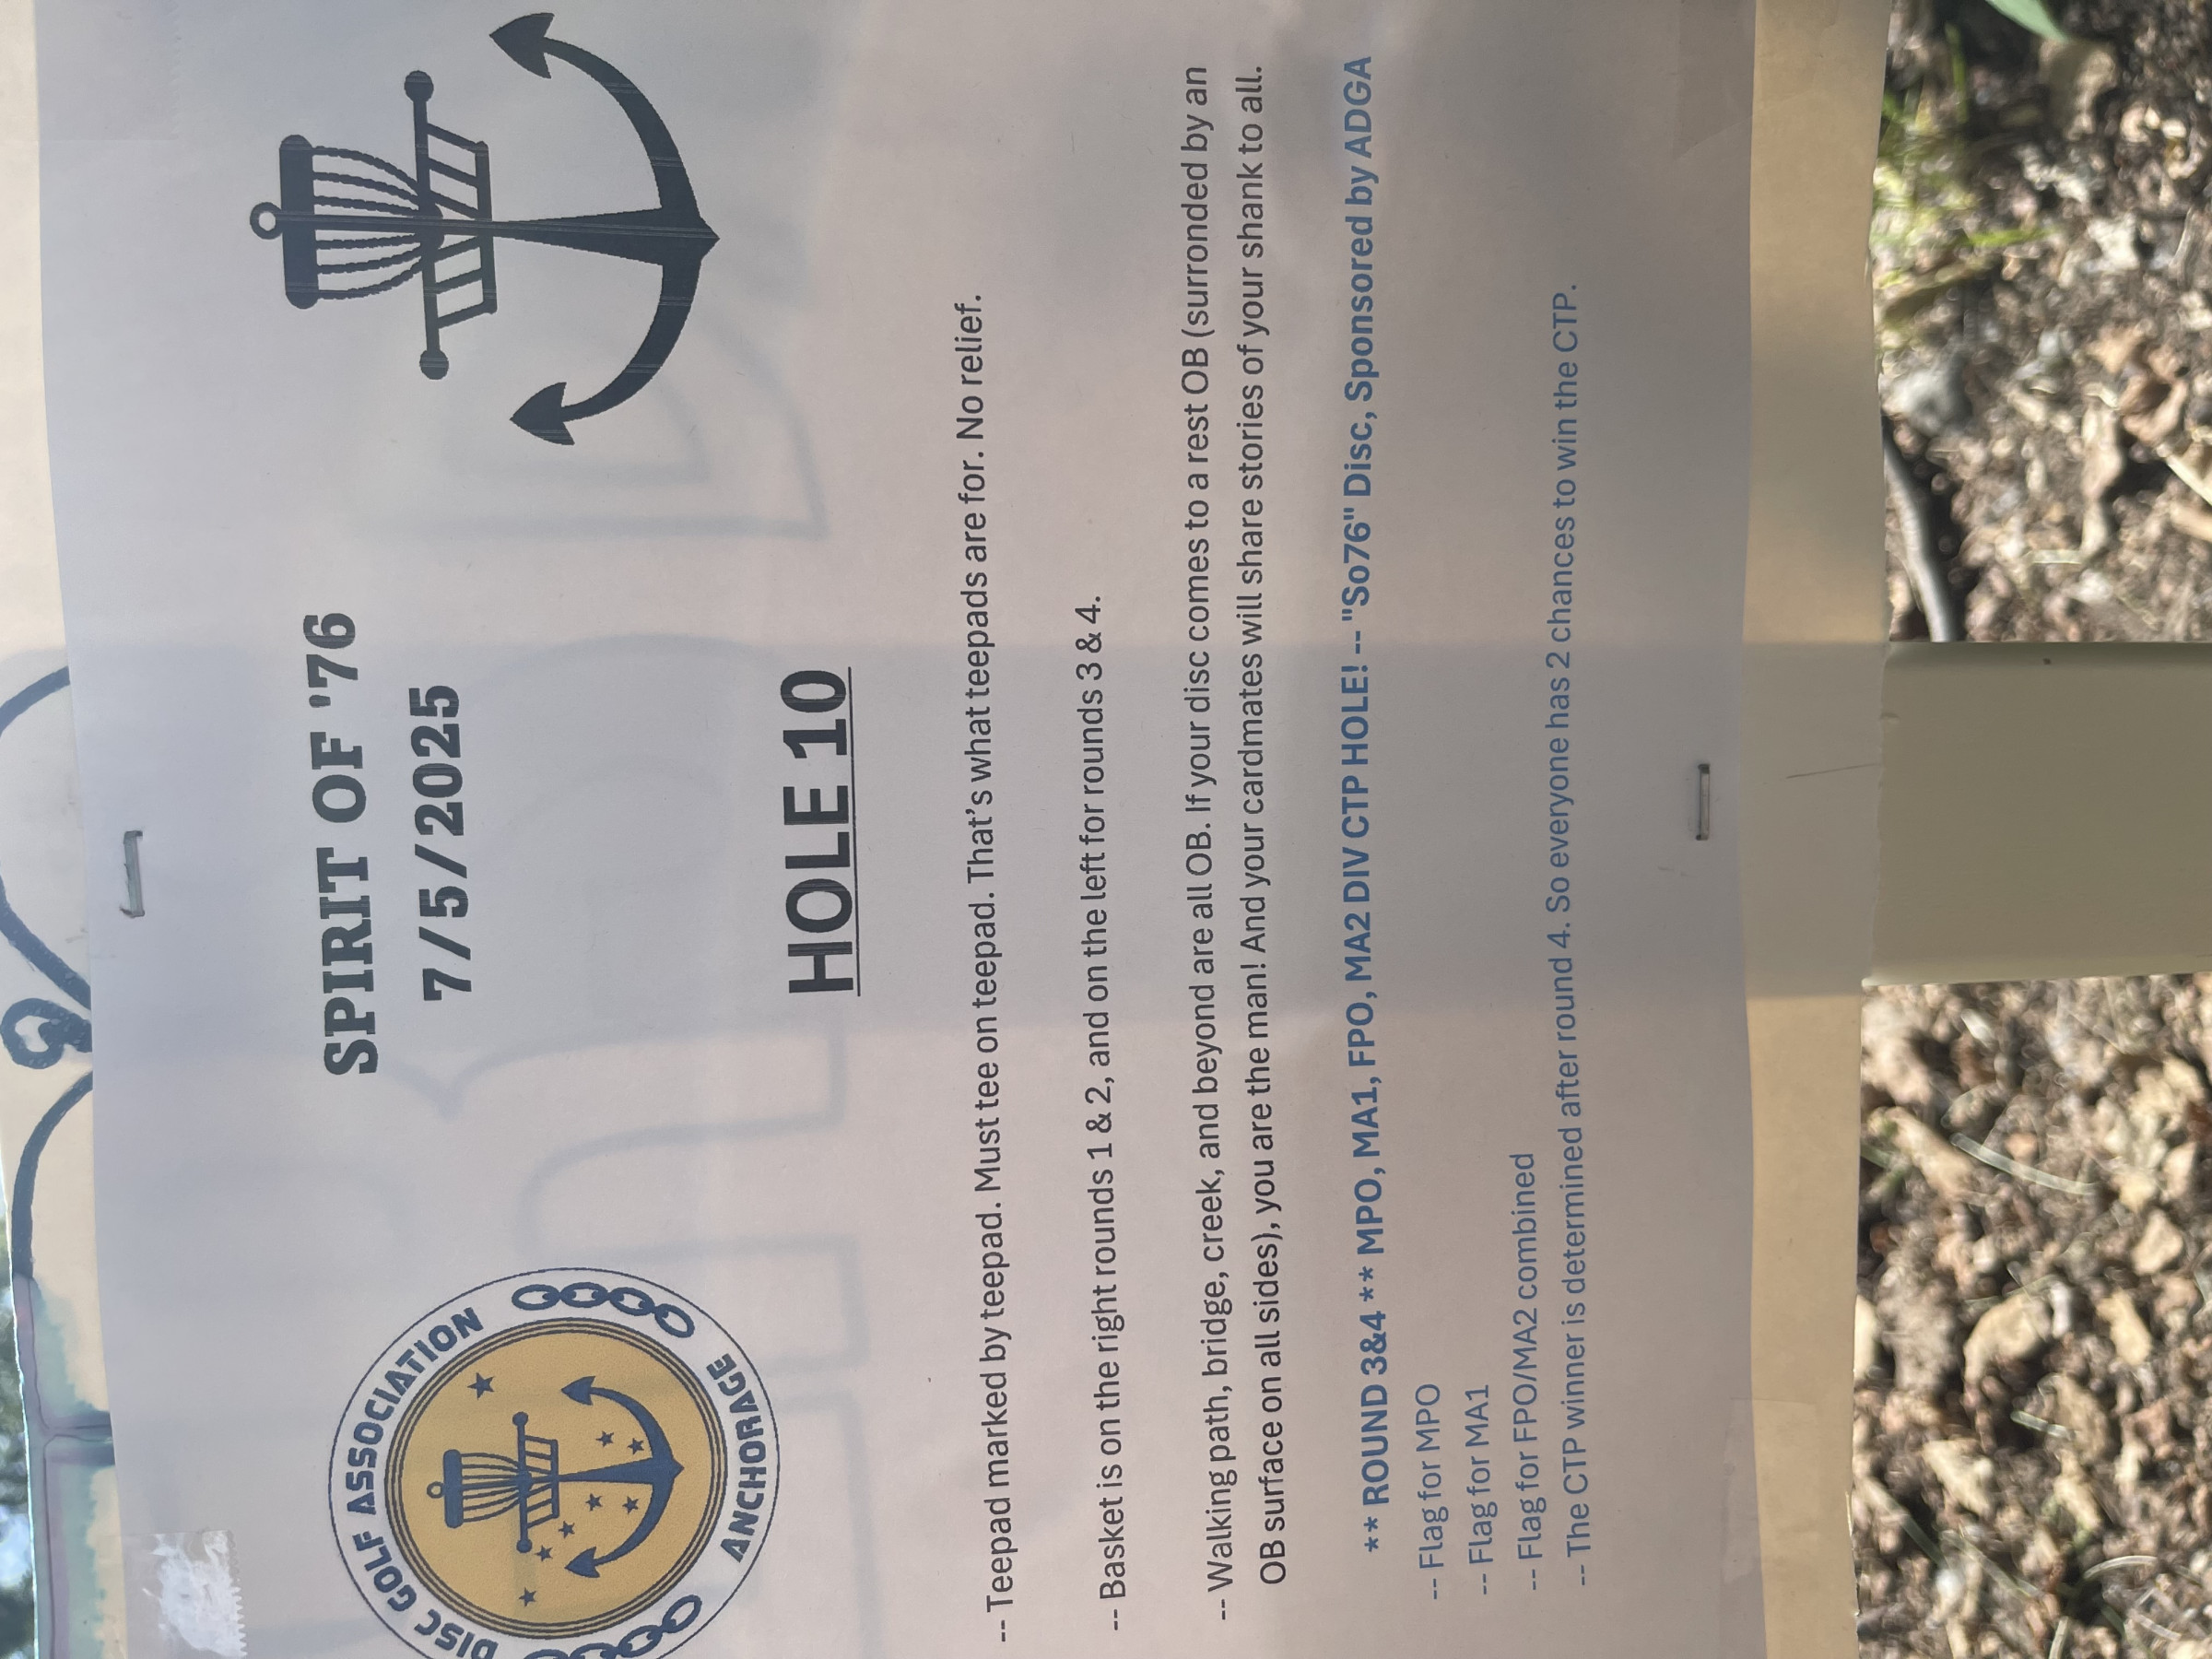 DISC GOLF ASSOCIATION
ANCHORAGE
SPIRIT OF '76
7/5/2025
HOLE 10
-- Teepad marked by teepad. Must tee on teepad. That's what teepads are for. No relief.
-- Basket is on the right rounds 1 & 2, and on the left for rounds 3 & 4.
-- Walking path, bridge, creek, and beyond are all OB. If your disc comes to a rest OB (surronded by an
OB surface on all sides), you are the man! And your cardmates will share stories of your shank to all.
** ROUND 3&4 ** MPO, MA1, FPO, MA2 DIV CTP HOLE! -- "So76" Disc, Sponsored by ADGA
-- Flag for MPO
-- Flag for MA1
-- Flag for FPO/MA2 combined
-- The CTP winner is determined after round 4. So everyone has 2 chances to win the CTP.